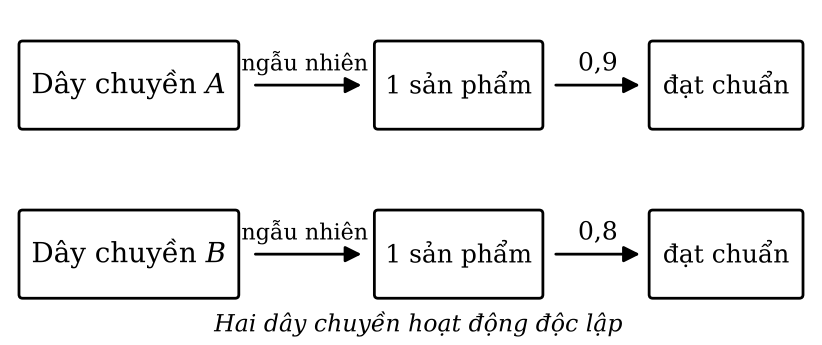 Dây chuyền A
ngẫu nhiên
1 sản phẩm
0,9
đạt chuẩn
Dây chuyền B
ngẫu nhiên
1 sản phẩm
0,8
đạt chuẩn
Hai dây chuyền hoạt động độc lập